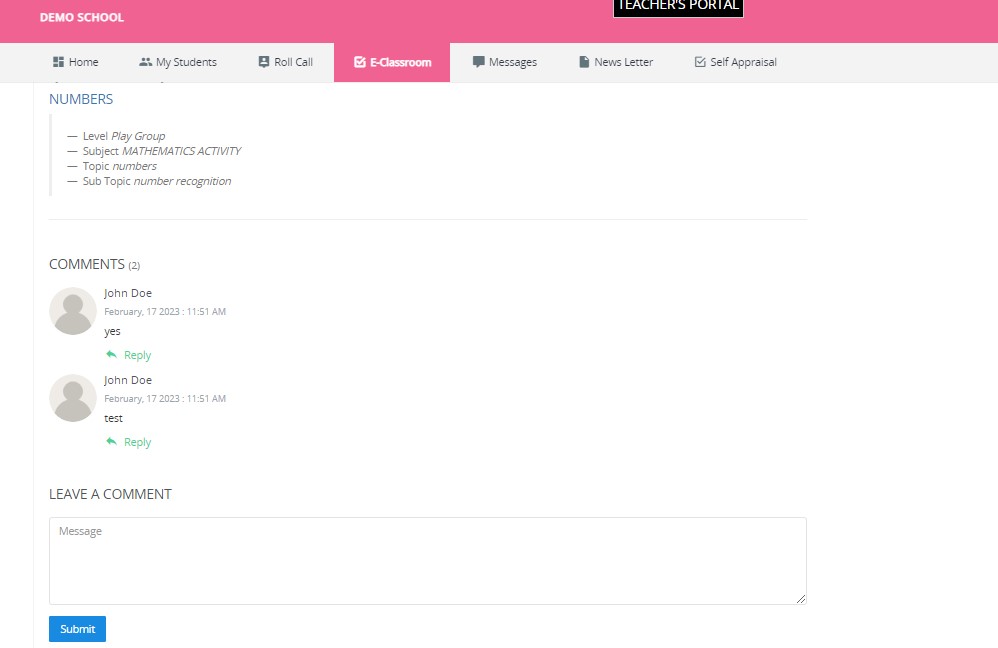 DEMO SCHOOL
TEACHER'S PORTAL
Home My Students Roll Call E-Classroom Messages News Letter Self Appraisal
NUMBERS
— Level Play Group
— Subject MATHEMATICS ACTIVITY
— Topic numbers
— Sub Topic number recognition
COMMENTS (2)
John Doe
February, 17 2023 : 11:51 AM
yes
Reply
John Doe
February, 17 2023 : 11:51 AM
test
Reply
LEAVE A COMMENT
Message
Submit